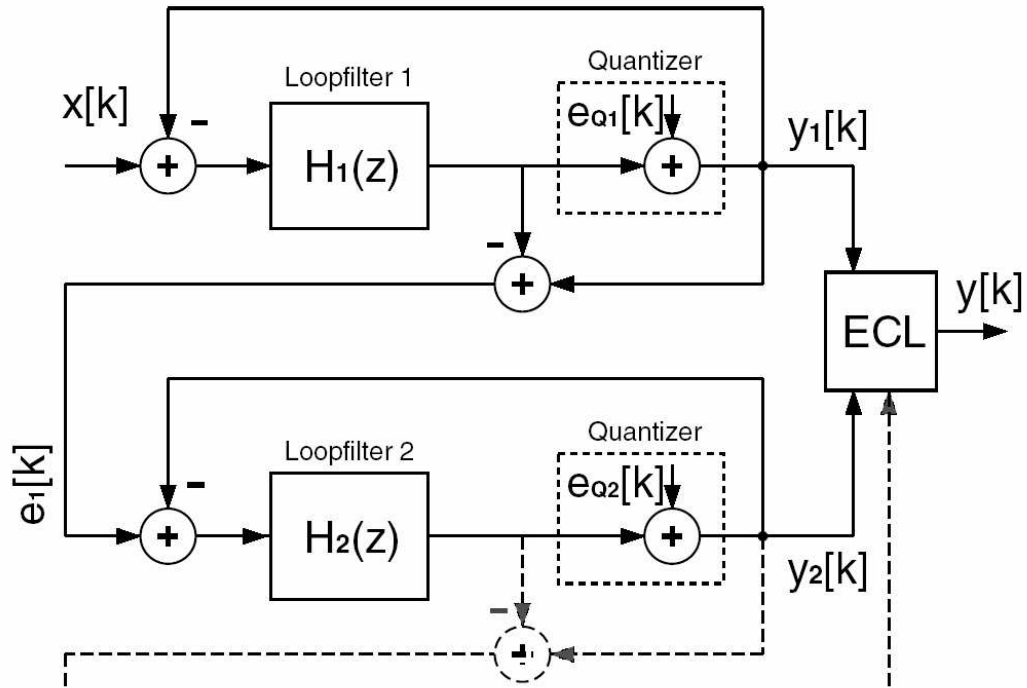 Quantizer
Loopfilter 1
x[k]
-
eQ1[k]
y1[k]
+
H1(z)
+
-
+
y[k]
ECL
Quantizer
Loopfilter 2
e1[k]
-
eQ2[k]
+
H2(z)
+
y2[k]
-
+